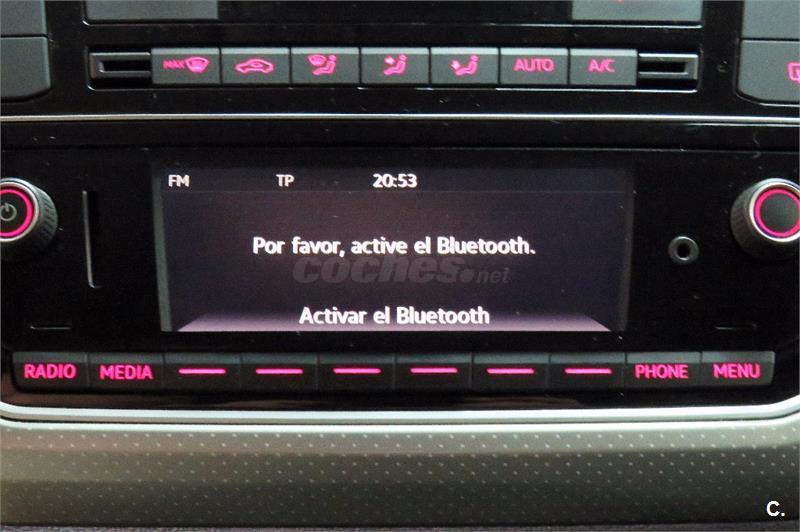 MAX AUTO A/C
FM TP 20:53
Por favor, active el Bluetooth.
coches.net
Activar el Bluetooth
RADIO MEDIA PHONE MENU
C.